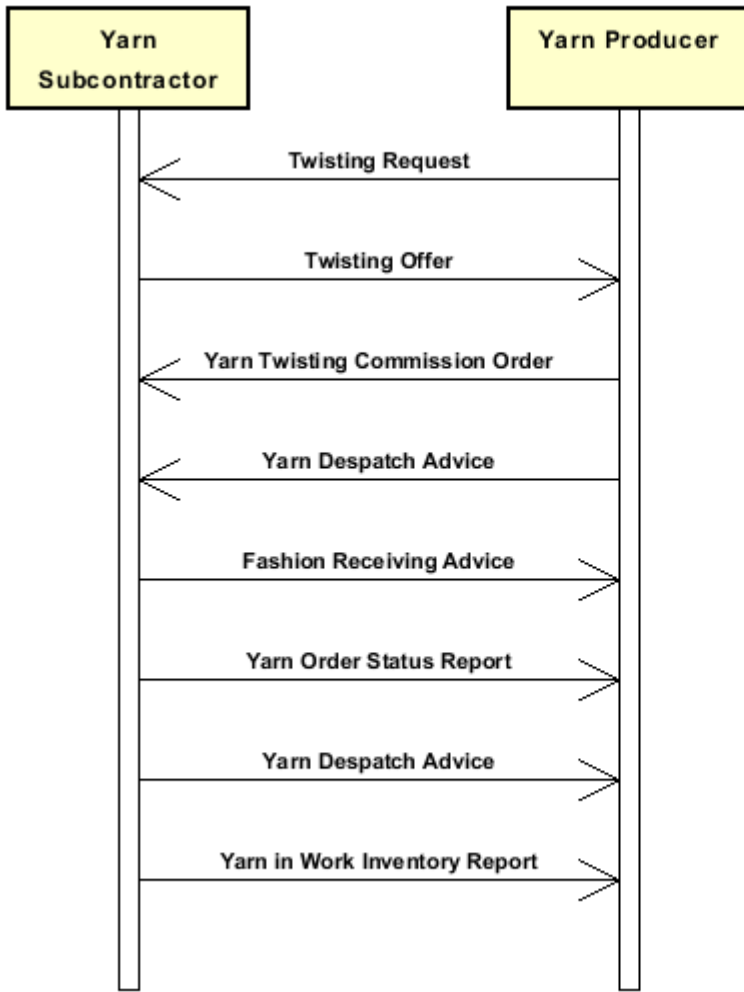 Yarn
Subcontractor
Yarn Producer
Twisting Request
Twisting Offer
Yarn Twisting Commission Order
Yarn Despatch Advice
Fashion Receiving Advice
Yarn Order Status Report
Yarn Despatch Advice
Yarn in Work Inventory Report